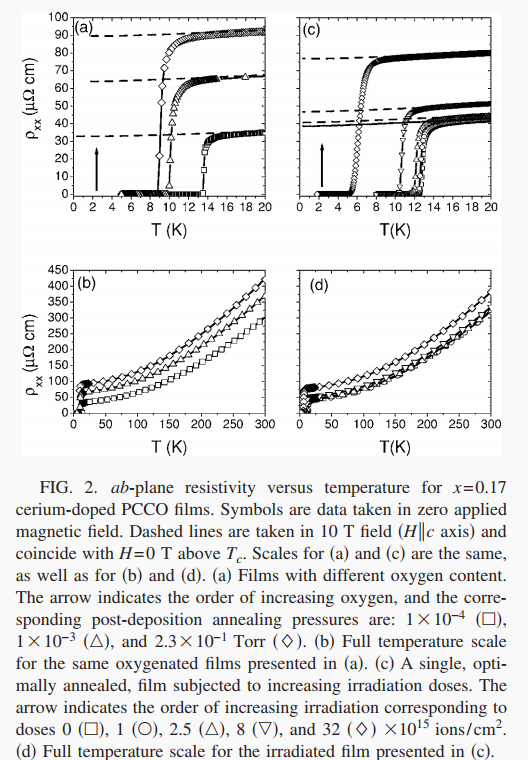 (a)
(c)
100
90
80
70
60
50
40
30
20
10
0
ρxx (μΩ cm)
0 2 4 6 8 10 12 14 16 18 20
0 2 4 6 8 10 12 14 16 18 20
T (K)
T(K)
(b)
(d)
450
400
350
300
250
200
150
100
50
0
ρxx (μΩ cm)
0 50 100 150 200 250 300
0 50 100 150 200 250 300
T (K)
T (K)
FIG. 2. ab-plane resistivity versus temperature for x=0.17
cerium-doped PCCO films. Symbols are data taken in zero applied
magnetic field. Dashed lines are taken in 10 T field (H∥c axis) and
coincide with H=0 T above Tc. Scales for (a) and (c) are the same,
as well as for (b) and (d). (a) Films with different oxygen content.
The arrow indicates the order of increasing oxygen, and the corre-
sponding post-deposition annealing pressures are: 1×10⁻⁴ (□),
1×10⁻³ (△), and 2.3×10⁻¹ Torr (◇). (b) Full temperature scale
for the same oxygenated films presented in (a). (c) A single, opti-
mally annealed, film subjected to increasing irradiation doses. The
arrow indicates the order of increasing irradiation corresponding to
doses 0 (□), 1 (○), 2.5 (△), 8 (▽), and 32 (◇) ×10¹⁵ ions/cm².
(d) Full temperature scale for the irradiated film presented in (c).